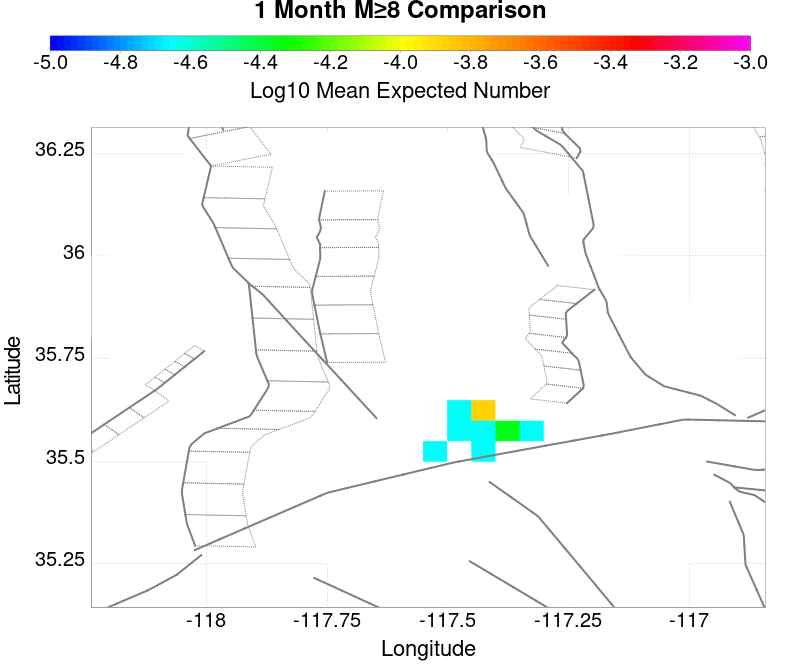 1 Month M≥8 Comparison
-5.0 -4.8 -4.6 -4.4 -4.2 -4.0 -3.8 -3.6 -3.4 -3.2 -3.0
Log10 Mean Expected Number
36.25
36
35.75
35.5
35.25
Latitude
-118 -117.75 -117.5 -117.25 -117
Longitude